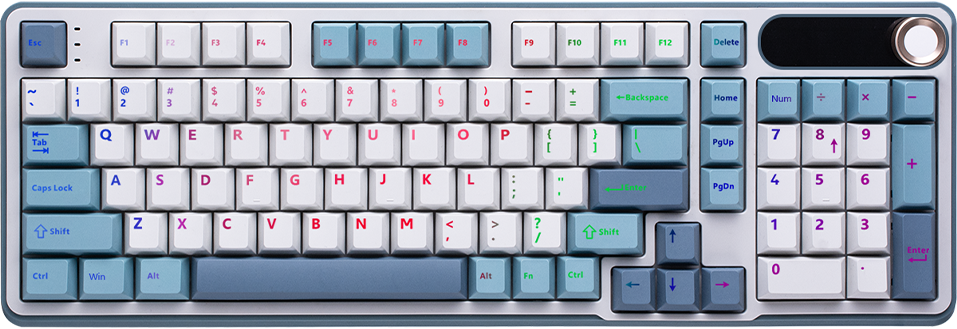 Esc F1 F2 F3 F4 F5 F6 F7 F8 F9 F10 F11 F12 Delete
~ ! @ # $ % ^ & * ( ) _ +
` 1 2 3 4 5 6 7 8 9 0 - = ←Backspace Home Num ÷ × −
Tab Q W E R T Y U I O P { } | PgUp 7 8 ↑ 9 +
[ ] \
Caps Lock A S D F G H J K L : " PgDn 4 5 6
; '
Shift Z X C V B N M < > ? Shift ↑ 1 2 3 Enter
, . /
Ctrl Win Alt Alt Fn Ctrl ← ↓ → 0 .